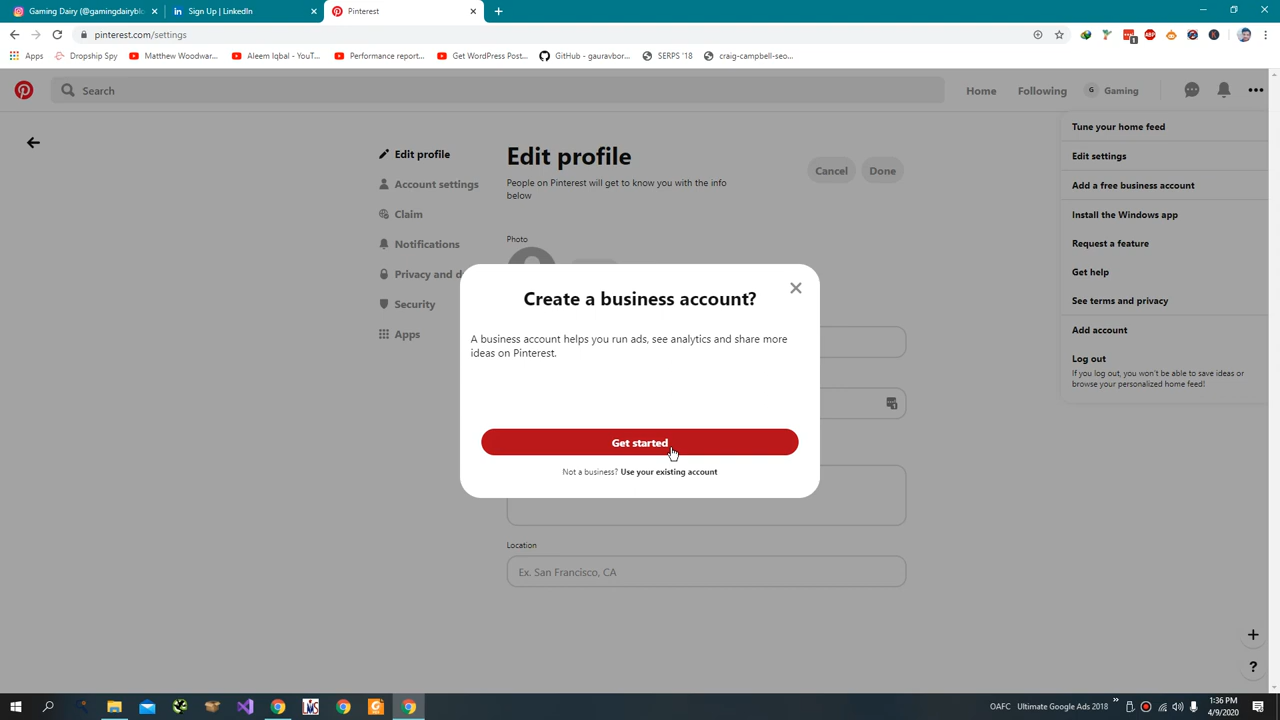 Gaming Dairy (@gamingdairyblo
Sign Up | LinkedIn
Pinterest
pinterest.com/settings
Apps
Dropship Spy
Matthew Woodwar...
Aleem Iqbal - YouT...
Performance report...
Get WordPress Post...
GitHub - gauravbor...
SERPS '18
craig-campbell-seo...
Search
Home
Following
G Gaming
Tune your home feed
Edit settings
Add a free business account
Install the Windows app
Request a feature
Get help
See terms and privacy
Add account
Log out
If you log out, you won't be able to save ideas or
browse your personalized home feed!
Edit profile
Account settings
Claim
Notifications
Privacy and d
Security
Apps
Edit profile
People on Pinterest will get to know you with the info
below
Cancel
Done
Photo
Create a business account?
A business account helps you run ads, see analytics and share more
ideas on Pinterest.
Get started
Not a business? Use your existing account
Location
Ex. San Francisco, CA
?
OAFC
Ultimate Google Ads 2018
1:36 PM
4/9/2020